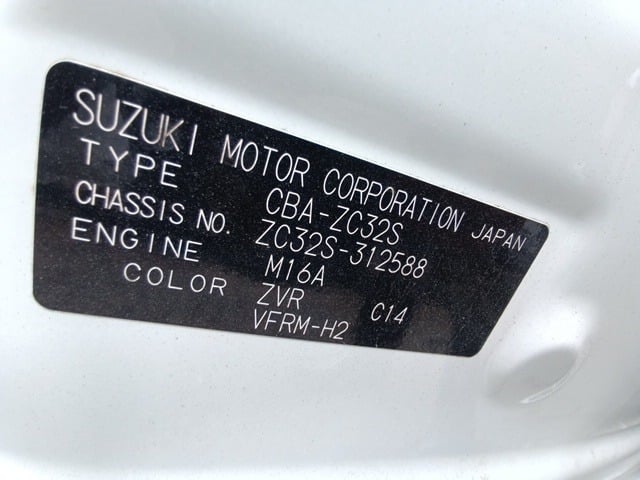 SUZUKI MOTOR CORPORATION JAPAN
TYPE CBA-ZC32S
CHASSIS NO. ZC32S-312588
ENGINE M16A
COLOR ZVR C14
VFRM-H2